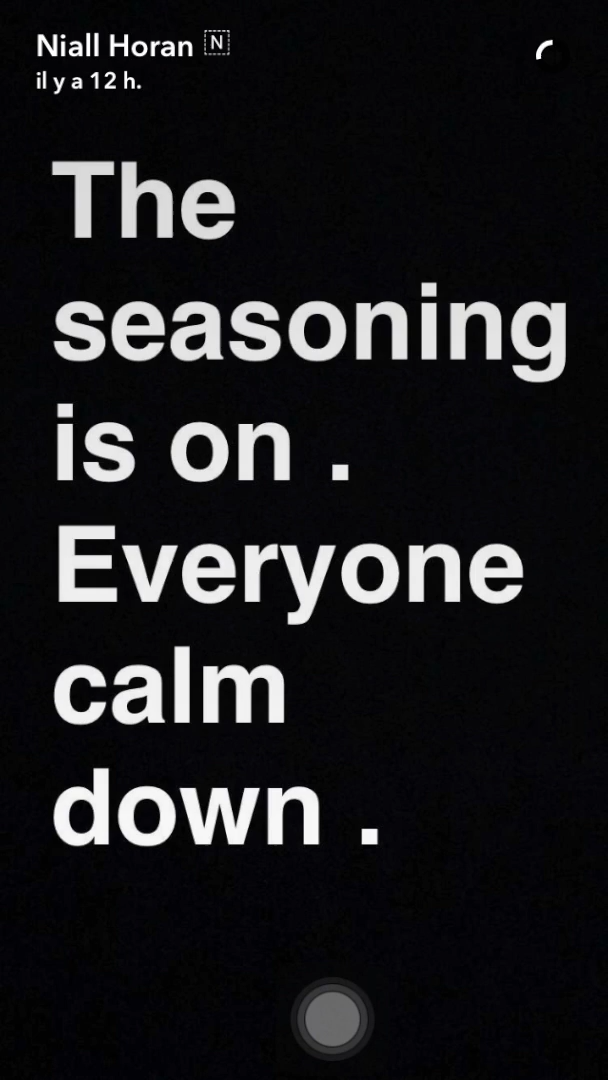 Niall Horan N
il y a 12 h.
The
seasoning
is on .
Everyone
calm
down .